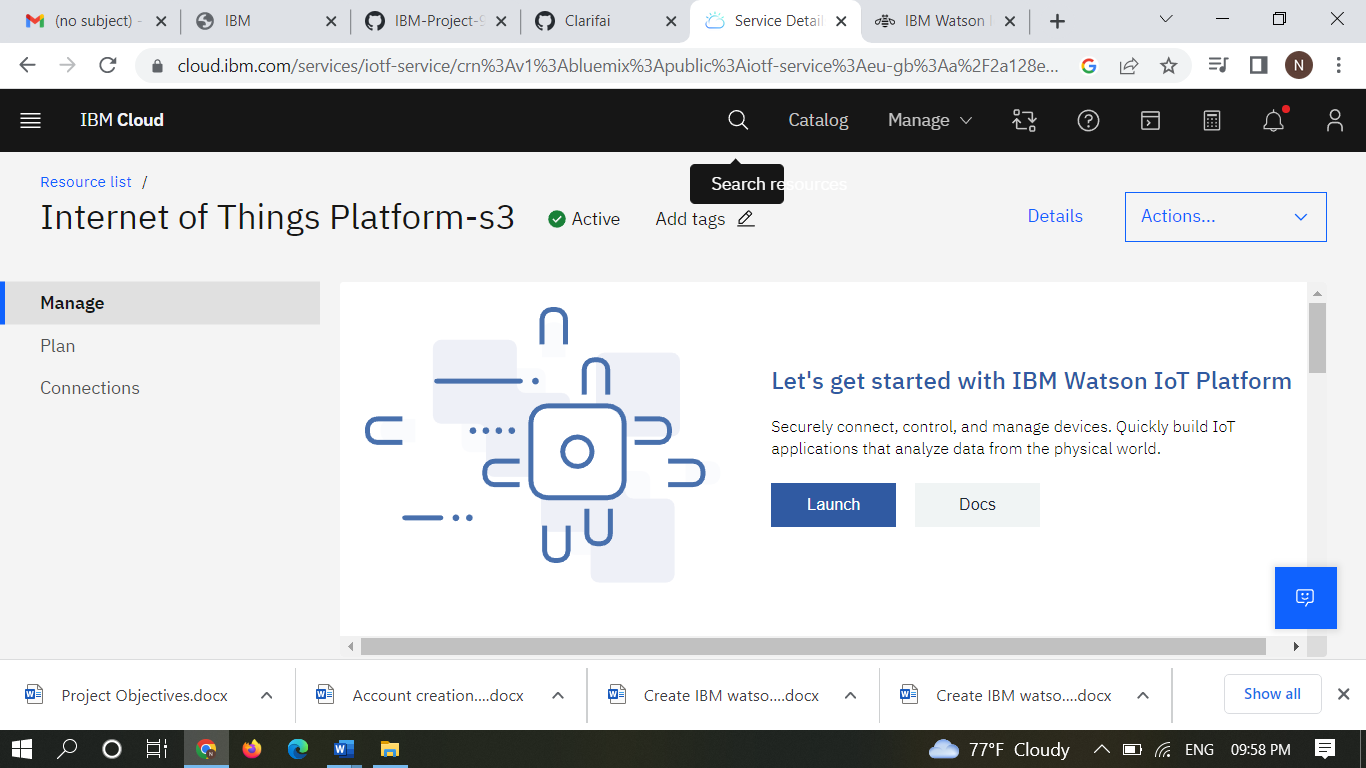 (no subject) -
IBM
IBM-Project-9
Clarifai
Service Detail
IBM Watson
cloud.ibm.com/services/iotf-service/crn%3Av1%3Abluemix%3Apublic%3Aiotf-service%3Aeu-gb%3Aa%2F2a128e...
N
IBM Cloud
Catalog
Manage
Search resources
Resource list /
Internet of Things Platform-s3
Active
Add tags
Details
Actions...
Manage
Plan
Connections
Let's get started with IBM Watson IoT Platform
Securely connect, control, and manage devices. Quickly build IoT
applications that analyze data from the physical world.
Launch
Docs
Project Objectives.docx
Account creation....docx
Create IBM watso....docx
Create IBM watso....docx
Show all
77°F Cloudy
ENG
09:58 PM